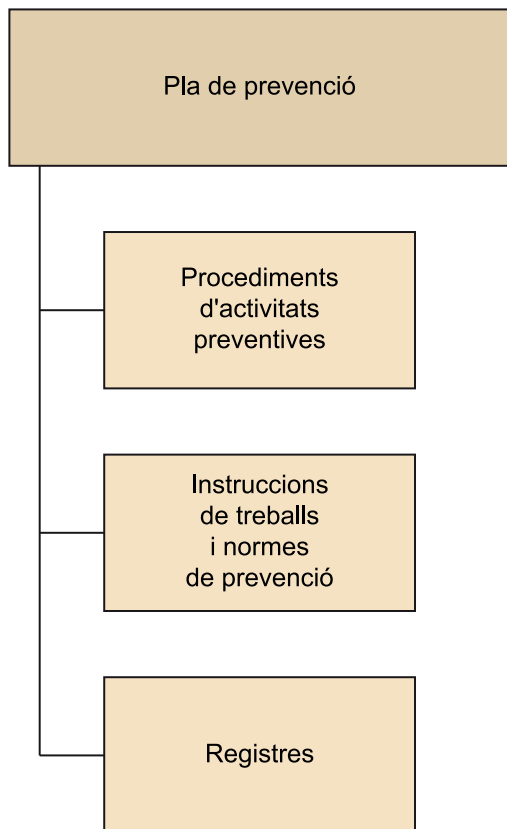 Pla de prevenció
Procediments
d'activitats
preventives
Instruccions
de treballs
i normes
de prevenció
Registres